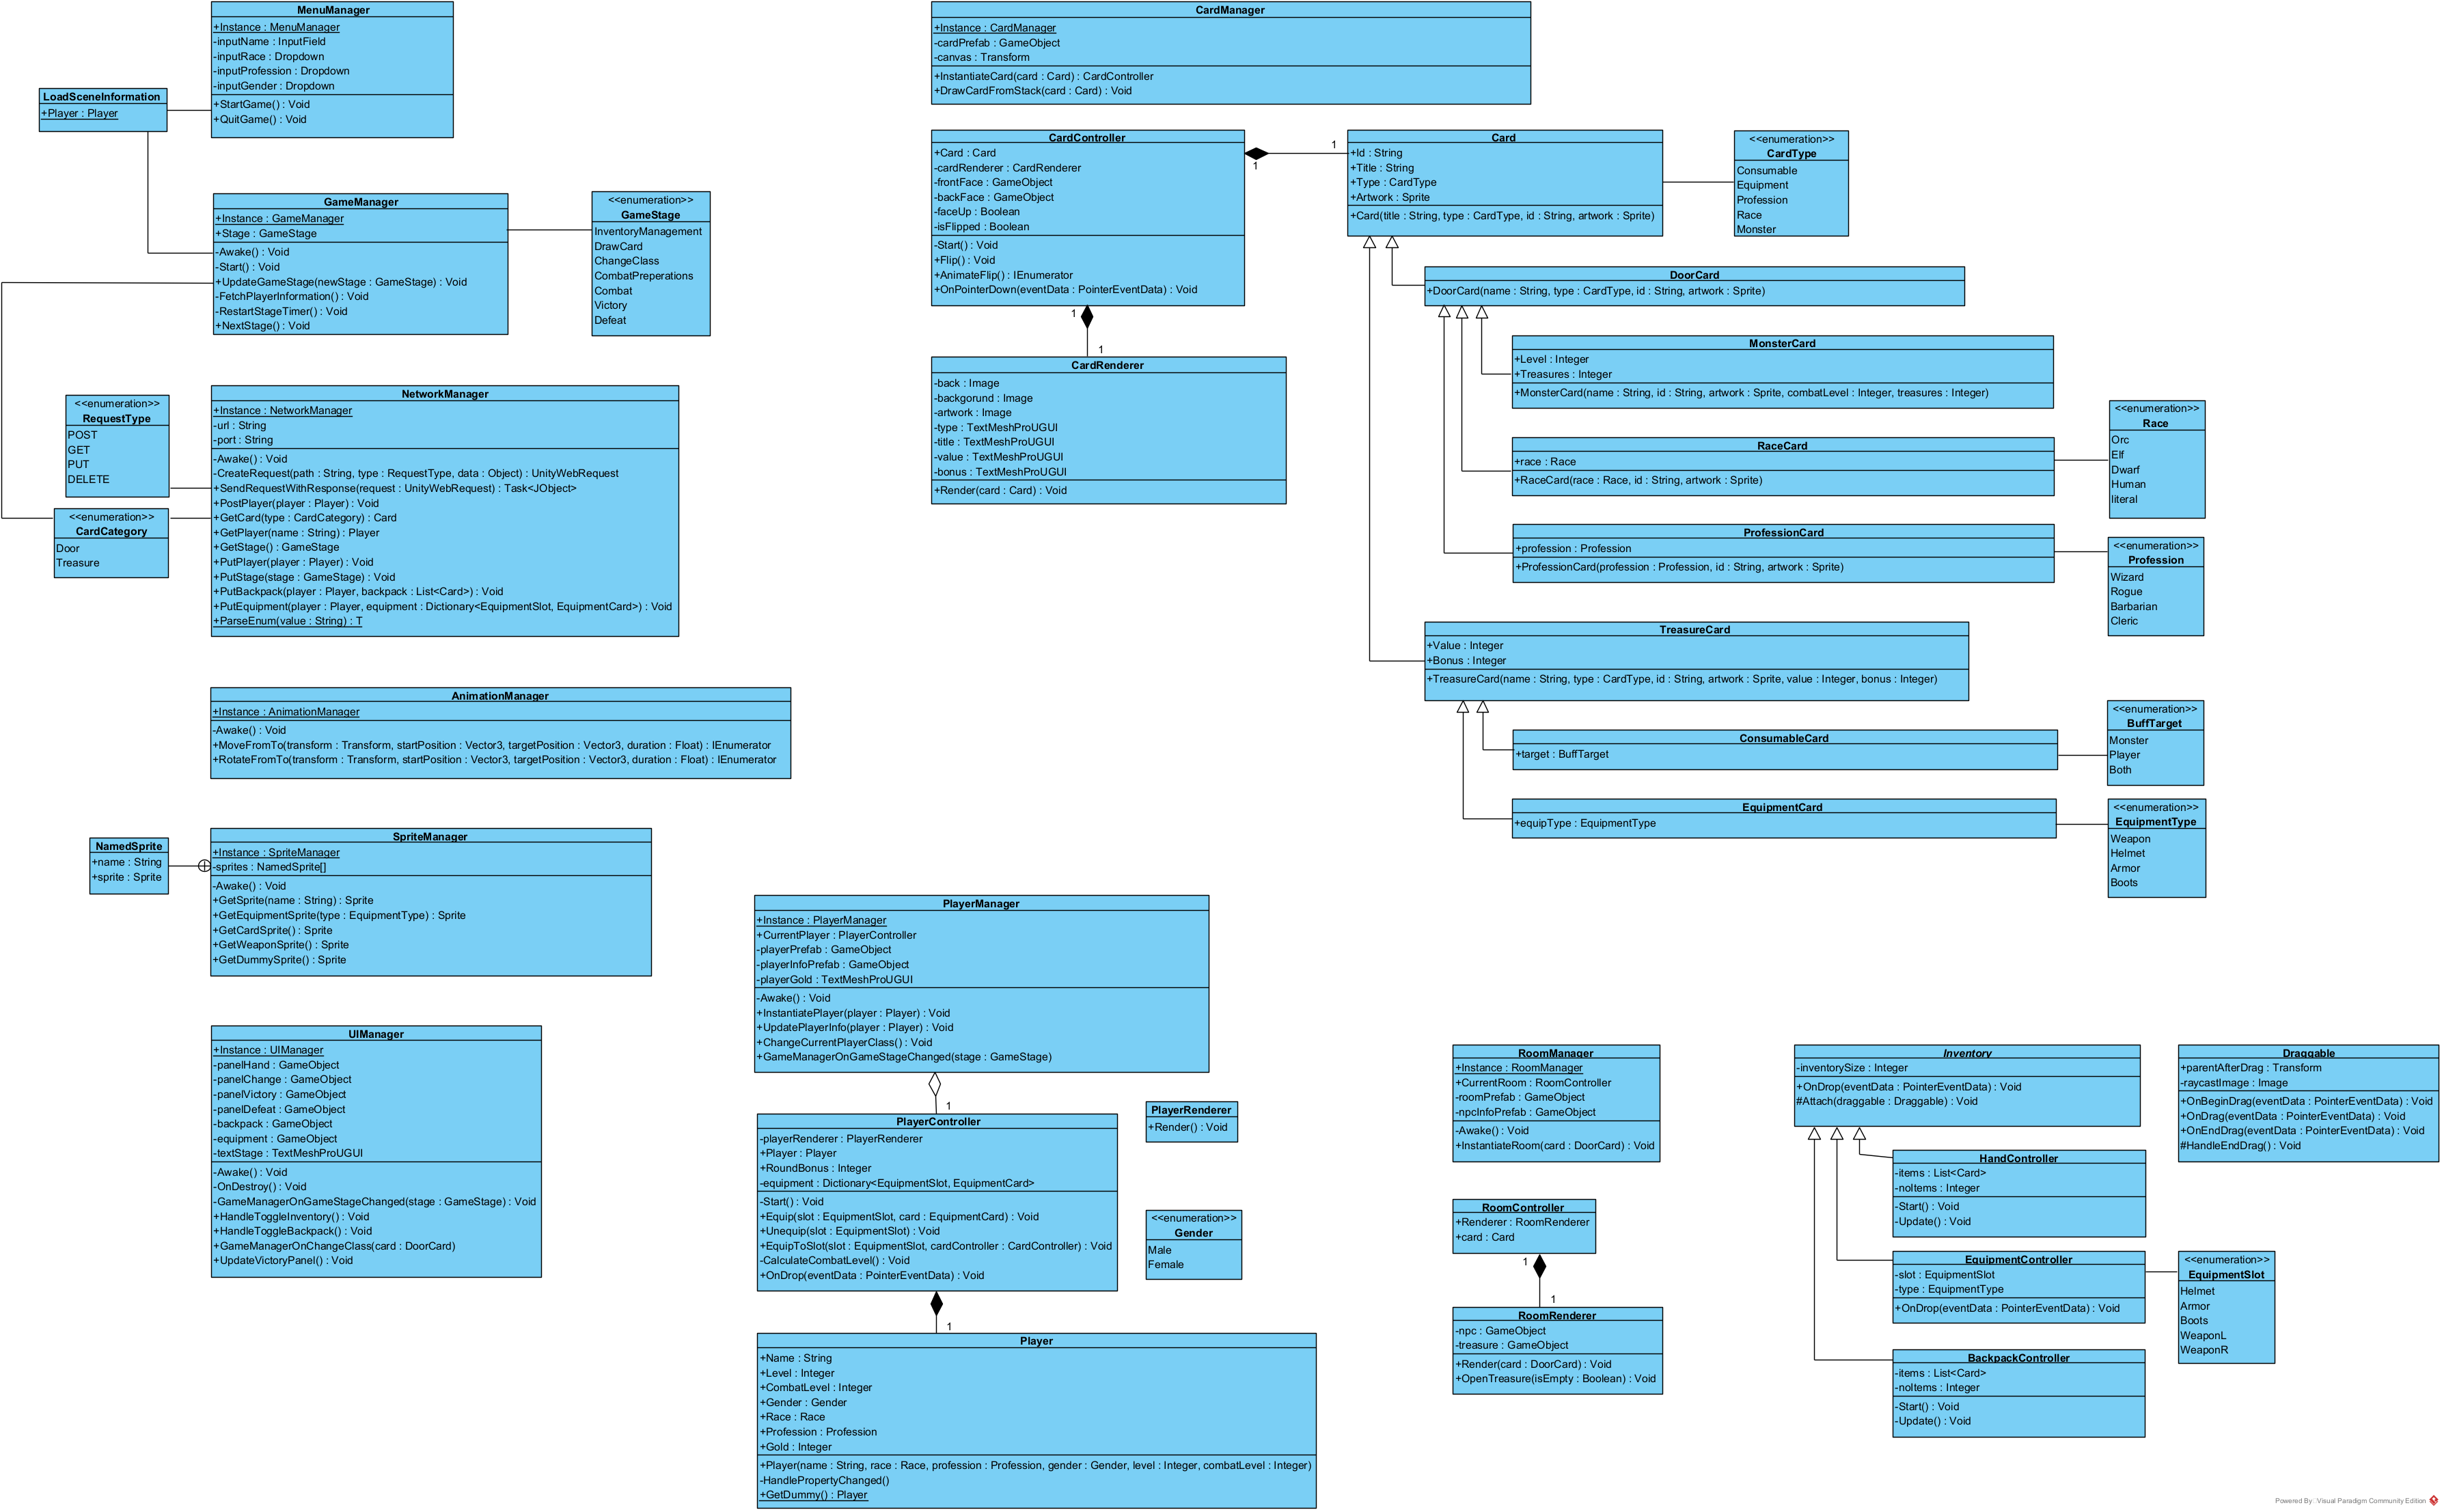 MenuManager
+Instance : MenuManager
-inputName : InputField
-inputRace : Dropdown
-inputProfession : Dropdown
-inputGender : Dropdown
+StartGame() : Void
+QuitGame() : Void
LoadSceneInformation
+Player : Player
GameManager
+Instance : GameManager
+Stage : GameStage
-Awake() : Void
-Start() : Void
+UpdateGameStage(newStage : GameStage) : Void
-FetchPlayerInformation() : Void
-RestartStageTimer() : Void
+NextStage() : Void
<<enumeration>>
GameStage
InventoryManagement
DrawCard
ChangeClass
CombatPreperations
Combat
Victory
Defeat
<<enumeration>>
RequestType
POST
GET
PUT
DELETE
<<enumeration>>
CardCategory
Door
Treasure
NetworkManager
+Instance : NetworkManager
-url : String
-port : String
-Awake() : Void
-CreateRequest(path : String, type : RequestType, data : Object) : UnityWebRequest
+SendRequestWithResponse(request : UnityWebRequest) : Task<JObject>
+PostPlayer(player : Player) : Void
+GetCard(type : CardCategory) : Card
+GetPlayer(name : String) : Player
+GetStage() : GameStage
+PutPlayer(player : Player) : Void
+PutStage(stage : GameStage) : Void
+PutBackpack(player : Player, backpack : List<Card>) : Void
+PutEquipment(player : Player, equipment : Dictionary<EquipmentSlot, EquipmentCard>) : Void
+ParseEnum(value : String) : T
AnimationManager
+Instance : AnimationManager
-Awake() : Void
+MoveFromTo(transform : Transform, startPosition : Vector3, targetPosition : Vector3, duration : Float) : IEnumerator
+RotateFromTo(transform : Transform, startPosition : Vector3, targetPosition : Vector3, duration : Float) : IEnumerator
NamedSprite
+name : String
+sprite : Sprite
SpriteManager
+Instance : SpriteManager
-sprites : NamedSprite[]
-Awake() : Void
+GetSprite(name : String) : Sprite
+GetEquipmentSprite(type : EquipmentType) : Sprite
+GetCardSprite() : Sprite
+GetWeaponSprite() : Sprite
+GetDummySprite() : Sprite
UIManager
+Instance : UIManager
-panelHand : GameObject
-panelChange : GameObject
-panelVictory : GameObject
-panelDefeat : GameObject
-backpack : GameObject
-equipment : GameObject
-textStage : TextMeshProUGUI
-Awake() : Void
-OnDestroy() : Void
-GameManagerOnGameStageChanged(stage : GameStage) : Void
+HandleToggleInventory() : Void
+HandleToggleBackpack() : Void
+GameManagerOnChangeClass(card : DoorCard)
+UpdateVictoryPanel() : Void
CardManager
+Instance : CardManager
-cardPrefab : GameObject
-canvas : Transform
+InstantiateCard(card : Card) : CardController
+DrawCardFromStack(card : Card) : Void
CardController
+Card : Card
-cardRenderer : CardRenderer
-frontFace : GameObject
-backFace : GameObject
-faceUp : Boolean
-isFlipped : Boolean
-Start() : Void
+Flip() : Void
+AnimateFlip() : IEnumerator
+OnPointerDown(eventData : PointerEventData) : Void
1
1
1
1
CardRenderer
-back : Image
-backgorund : Image
-artwork : Image
-type : TextMeshProUGUI
-title : TextMeshProUGUI
-value : TextMeshProUGUI
-bonus : TextMeshProUGUI
+Render(card : Card) : Void
Card
+Id : String
+Title : String
+Type : CardType
+Artwork : Sprite
+Card(title : String, type : CardType, id : String, artwork : Sprite)
<<enumeration>>
CardType
Consumable
Equipment
Profession
Race
Monster
DoorCard
+DoorCard(name : String, type : CardType, id : String, artwork : Sprite)
MonsterCard
+Level : Integer
+Treasures : Integer
+MonsterCard(name : String, id : String, artwork : Sprite, combatLevel : Integer, treasures : Integer)
RaceCard
+race : Race
+RaceCard(race : Race, id : String, artwork : Sprite)
<<enumeration>>
Race
Orc
Elf
Dwarf
Human
literal
ProfessionCard
+profession : Profession
+ProfessionCard(profession : Profession, id : String, artwork : Sprite)
<<enumeration>>
Profession
Wizard
Rogue
Barbarian
Cleric
TreasureCard
+Value : Integer
+Bonus : Integer
+TreasureCard(name : String, type : CardType, id : String, artwork : Sprite, value : Integer, bonus : Integer)
ConsumableCard
+target : BuffTarget
<<enumeration>>
BuffTarget
Monster
Player
Both
EquipmentCard
+equipType : EquipmentType
<<enumeration>>
EquipmentType
Weapon
Helmet
Armor
Boots
PlayerManager
+Instance : PlayerManager
+CurrentPlayer : PlayerController
-playerPrefab : GameObject
-playerInfoPrefab : GameObject
-playerGold : TextMeshProUGUI
-Awake() : Void
+InstantiatePlayer(player : Player) : Void
+UpdatePlayerInfo(player : Player) : Void
+ChangeCurrentPlayerClass() : Void
+GameManagerOnGameStageChanged(stage : GameStage)
1
PlayerController
-playerRenderer : PlayerRenderer
+Player : Player
+RoundBonus : Integer
-equipment : Dictionary<EquipmentSlot, EquipmentCard>
-Start() : Void
+Equip(slot : EquipmentSlot, card : EquipmentCard) : Void
+Unequip(slot : EquipmentSlot) : Void
+EquipToSlot(slot : EquipmentSlot, cardController : CardController) : Void
-CalculateCombatLevel() : Void
+OnDrop(eventData : PointerEventData) : Void
1
Player
+Name : String
+Level : Integer
+CombatLevel : Integer
+Gender : Gender
+Race : Race
+Profession : Profession
+Gold : Integer
+Player(name : String, race : Race, profession : Profession, gender : Gender, level : Integer, combatLevel : Integer)
-HandlePropertyChanged()
+GetDummy() : Player
PlayerRenderer
+Render() : Void
<<enumeration>>
Gender
Male
Female
RoomManager
+Instance : RoomManager
+CurrentRoom : RoomController
-roomPrefab : GameObject
-npcInfoPrefab : GameObject
-Awake() : Void
+InstantiateRoom(card : DoorCard) : Void
RoomController
+Renderer : RoomRenderer
+card : Card
1
1
RoomRenderer
-npc : GameObject
-treasure : GameObject
+Render(card : DoorCard) : Void
+OpenTreasure(isEmpty : Boolean) : Void
Inventory
-inventorySize : Integer
+OnDrop(eventData : PointerEventData) : Void
#Attach(draggable : Draggable) : Void
Draggable
+parentAfterDrag : Transform
-raycastImage : Image
+OnBeginDrag(eventData : PointerEventData) : Void
+OnDrag(eventData : PointerEventData) : Void
+OnEndDrag(eventData : PointerEventData) : Void
#HandleEndDrag() : Void
HandController
-items : List<Card>
-noItems : Integer
-Start() : Void
-Update() : Void
EquipmentController
-slot : EquipmentSlot
-type : EquipmentType
+OnDrop(eventData : PointerEventData) : Void
<<enumeration>>
EquipmentSlot
Helmet
Armor
Boots
WeaponL
WeaponR
BackpackController
-items : List<Card>
-noItems : Integer
-Start() : Void
-Update() : Void
Powered By: Visual Paradigm Community Edition